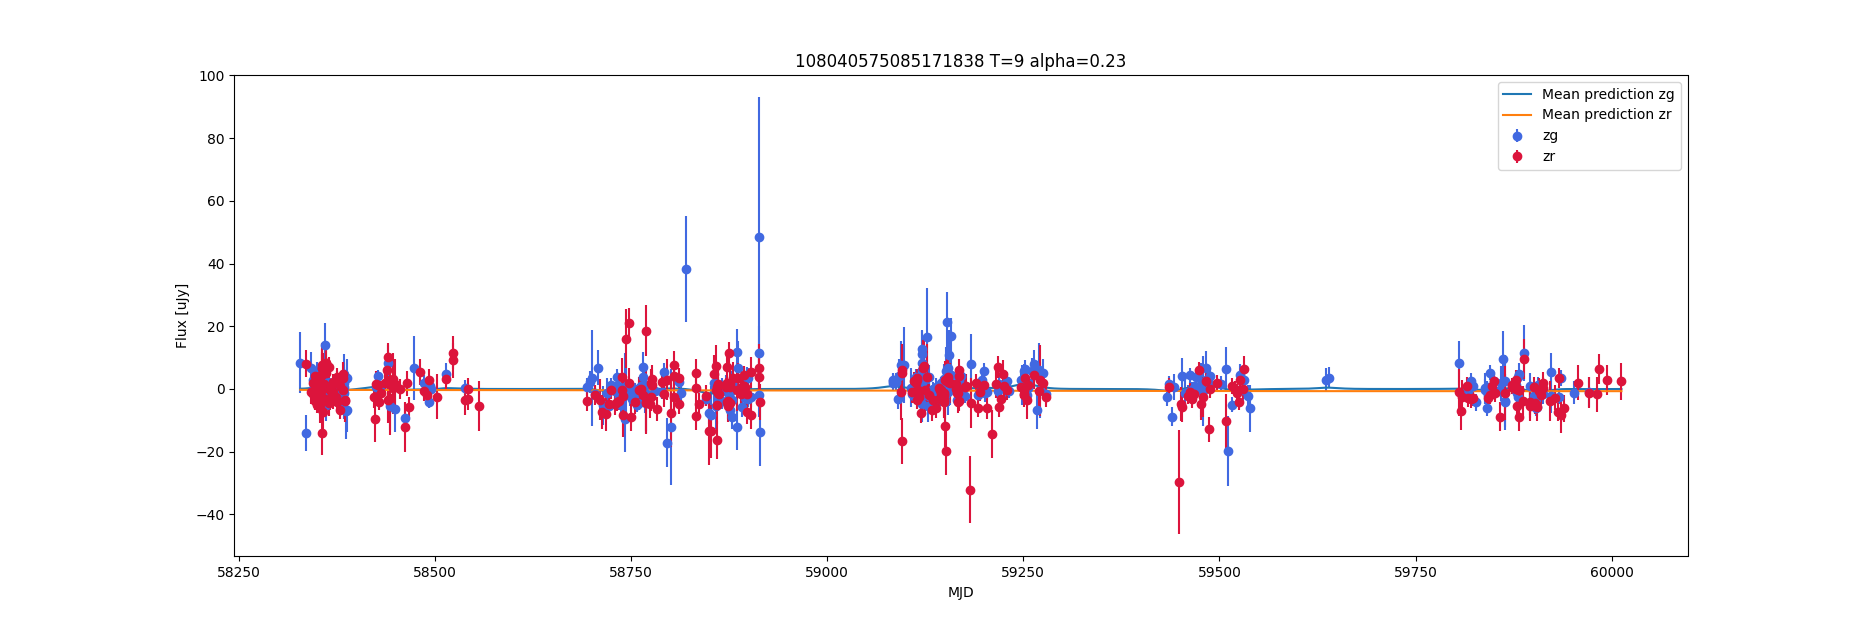 108040575085171838 T=9 alpha=0.23
100
80
60
40
20
0
−20
−40
Flux [uJy]
58250 58500 58750 59000 59250 59500 59750 60000
MJD
Mean prediction zg
Mean prediction zr
zg
zr